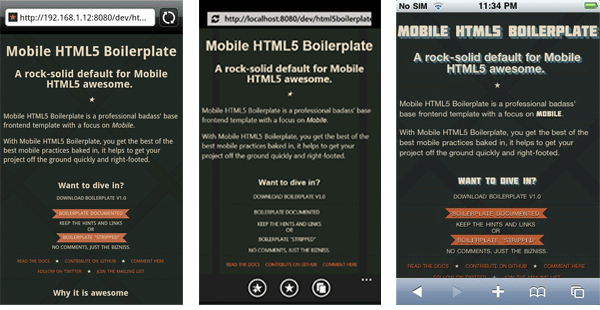 http://192.168.1.12:8080/dev/ht...
Mobile HTML5 Boilerplate
A rock-solid default for Mobile
HTML5 awesome.
★
Mobile HTML5 Boilerplate is a professional badass'
base frontend template with a focus on Mobile.
With Mobile HTML5 Boilerplate, you get the best of
the best mobile practices baked in, it helps to get your
project off the ground quickly and right-footed.
Want to dive in?
DOWNLOAD BOILERPLATE V1.0
BOILERPLATE DOCUMENTED
KEEP THE HINTS AND LINKS
OR
BOILERPLATE "STRIPPED"
NO COMMENTS, JUST THE BIZNISS.
READ THE DOCS ★ CONTRIBUTE ON GITHUB ★ COMMENT HERE
FOLLOW ON TWITTER ★ JOIN THE MAILING LIST
Why it is awesome
http://localhost:8080/dev/html5boilerplate
Mobile HTML5 Boilerplate
A rock-solid default for Mobile
HTML5 awesome.
Mobile HTML5 Boilerplate is a professional badass' base
frontend template with a focus on Mobile.
With Mobile HTML5 Boilerplate, you get the best of the
best mobile practices baked in, it helps to get your
project off the ground quickly and right-footed.
Want to dive in?
DOWNLOAD BOILERPLATE V1.0
BOILERPLATE DOCUMENTED
KEEP THE HINTS AND LINKS
OR
BOILERPLATE "STRIPPED"
NO COMMENTS, JUST THE BIZNISS.
READ THE DOCS CONTRIBUTE ON GITHUB COMMENT HERE
No SIM 11:34 PM
MOBILE HTML5 BOILERPLATE
A rock-solid default for Mobile
HTML5 awesome.
★
Mobile HTML5 Boilerplate is a professional badass'
base frontend template with a focus on MOBILE.
With Mobile HTML5 Boilerplate, you get the best of
the best mobile practices baked in, it helps to get your
project off the ground quickly and right-footed.
WANT TO DIVE IN?
DOWNLOAD BOILERPLATE V1.0
BOILERPLATE DOCUMENTED
KEEP THE HINTS AND LINKS
OR
BOILERPLATE "STRIPPED"
NO COMMENTS, JUST THE BIZNISS.
READ THE DOCS ★ CONTRIBUTE ON GITHUB ★ COMMENT HERE
FOLLOW ON TWITTER ★ JOIN THE MAILING LIST